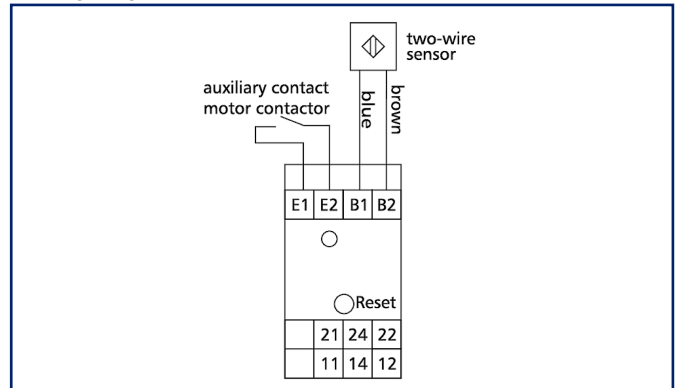 two-wire
sensor
auxiliary contact
motor contactor
blue
brown
E1 E2 B1 B2
Reset
21 24 22
11 14 12